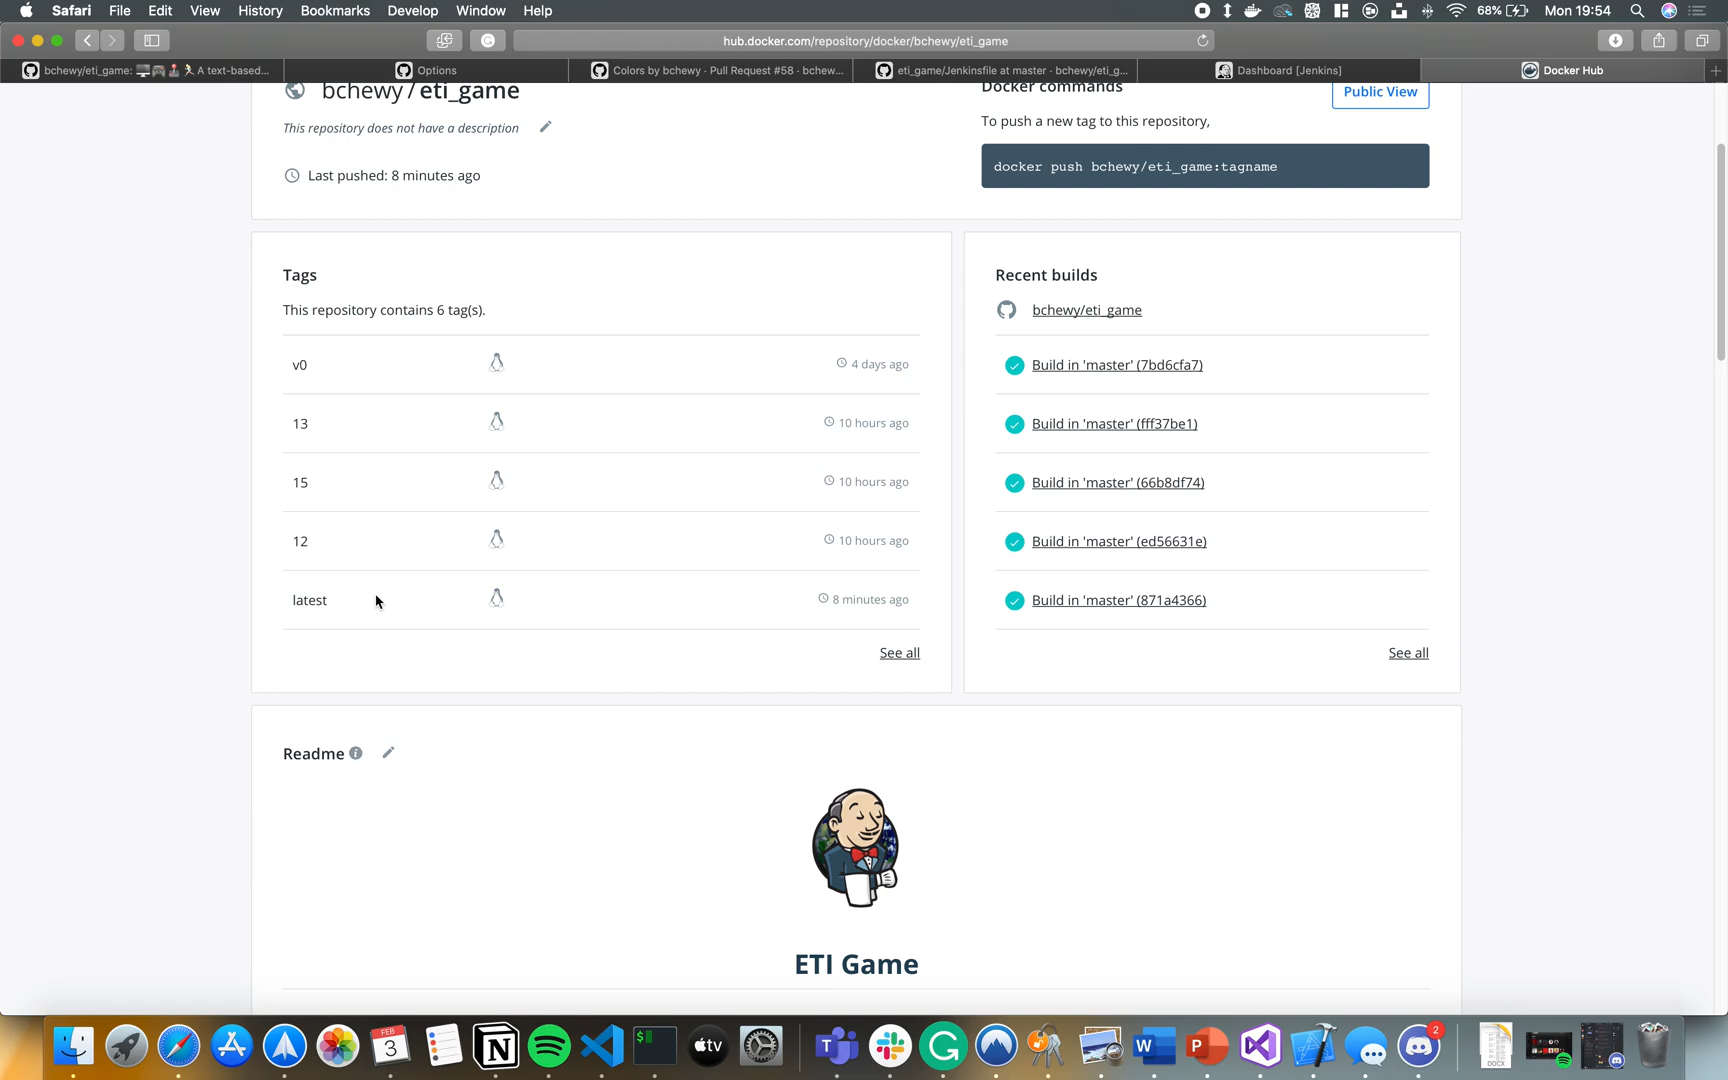 Safari File Edit View History Bookmarks Develop Window Help 68% Mon 19:54
hub.docker.com/repository/docker/bchewy/eti_game
bchewy/eti_game: 🖥🎮🕹🏃 A text-based... Options Colors by bchewy · Pull Request #58 · bchew... eti_game/Jenkinsfile at master · bchewy/eti_g... Dashboard [Jenkins] Docker Hub
bchewy / eti_game
This repository does not have a description
Last pushed: 8 minutes ago
Docker commands
Public View
To push a new tag to this repository,
docker push bchewy/eti_game:tagname
Tags
This repository contains 6 tag(s).
v0 4 days ago
13 10 hours ago
15 10 hours ago
12 10 hours ago
latest 8 minutes ago
See all
Recent builds
bchewy/eti_game
Build in 'master' (7bd6cfa7)
Build in 'master' (fff37be1)
Build in 'master' (66b8df74)
Build in 'master' (ed56631e)
Build in 'master' (871a4366)
See all
Readme
ETI Game
FEB
3
tv
2
DOCX